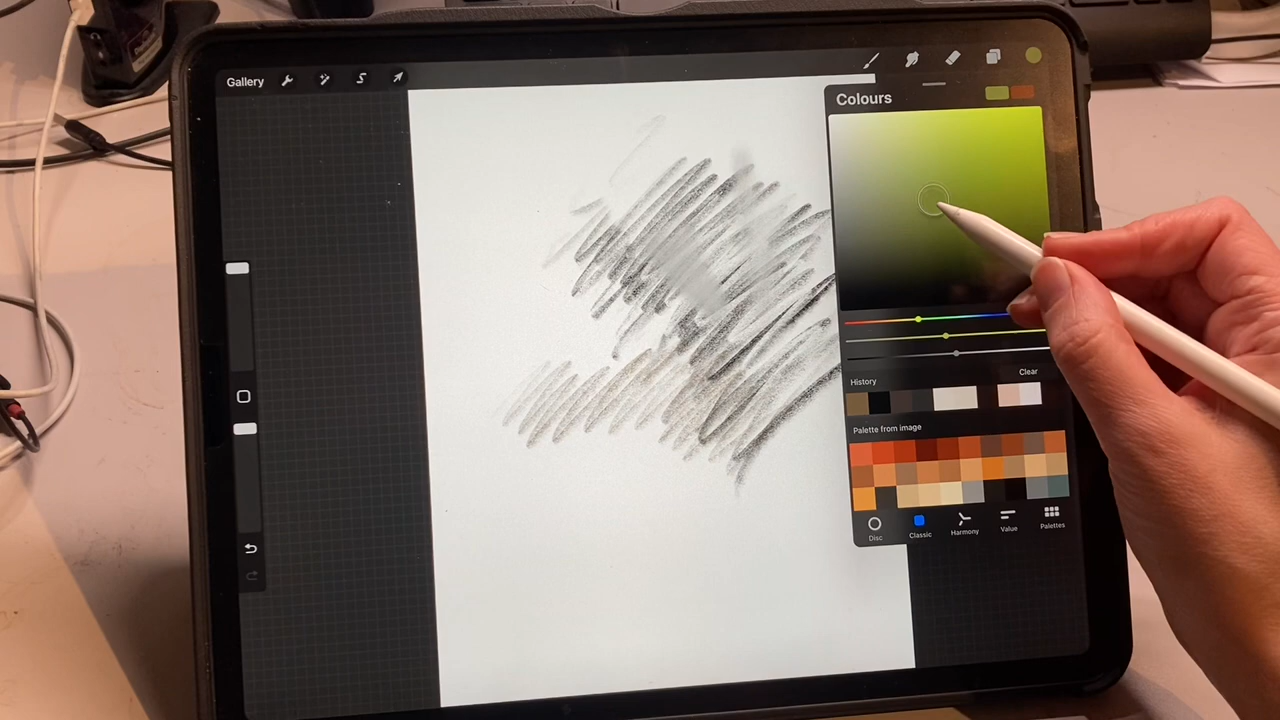 Gallery
Colours
Clear
History
Palette from image
Disc
Classic
Harmony
Value
Palettes